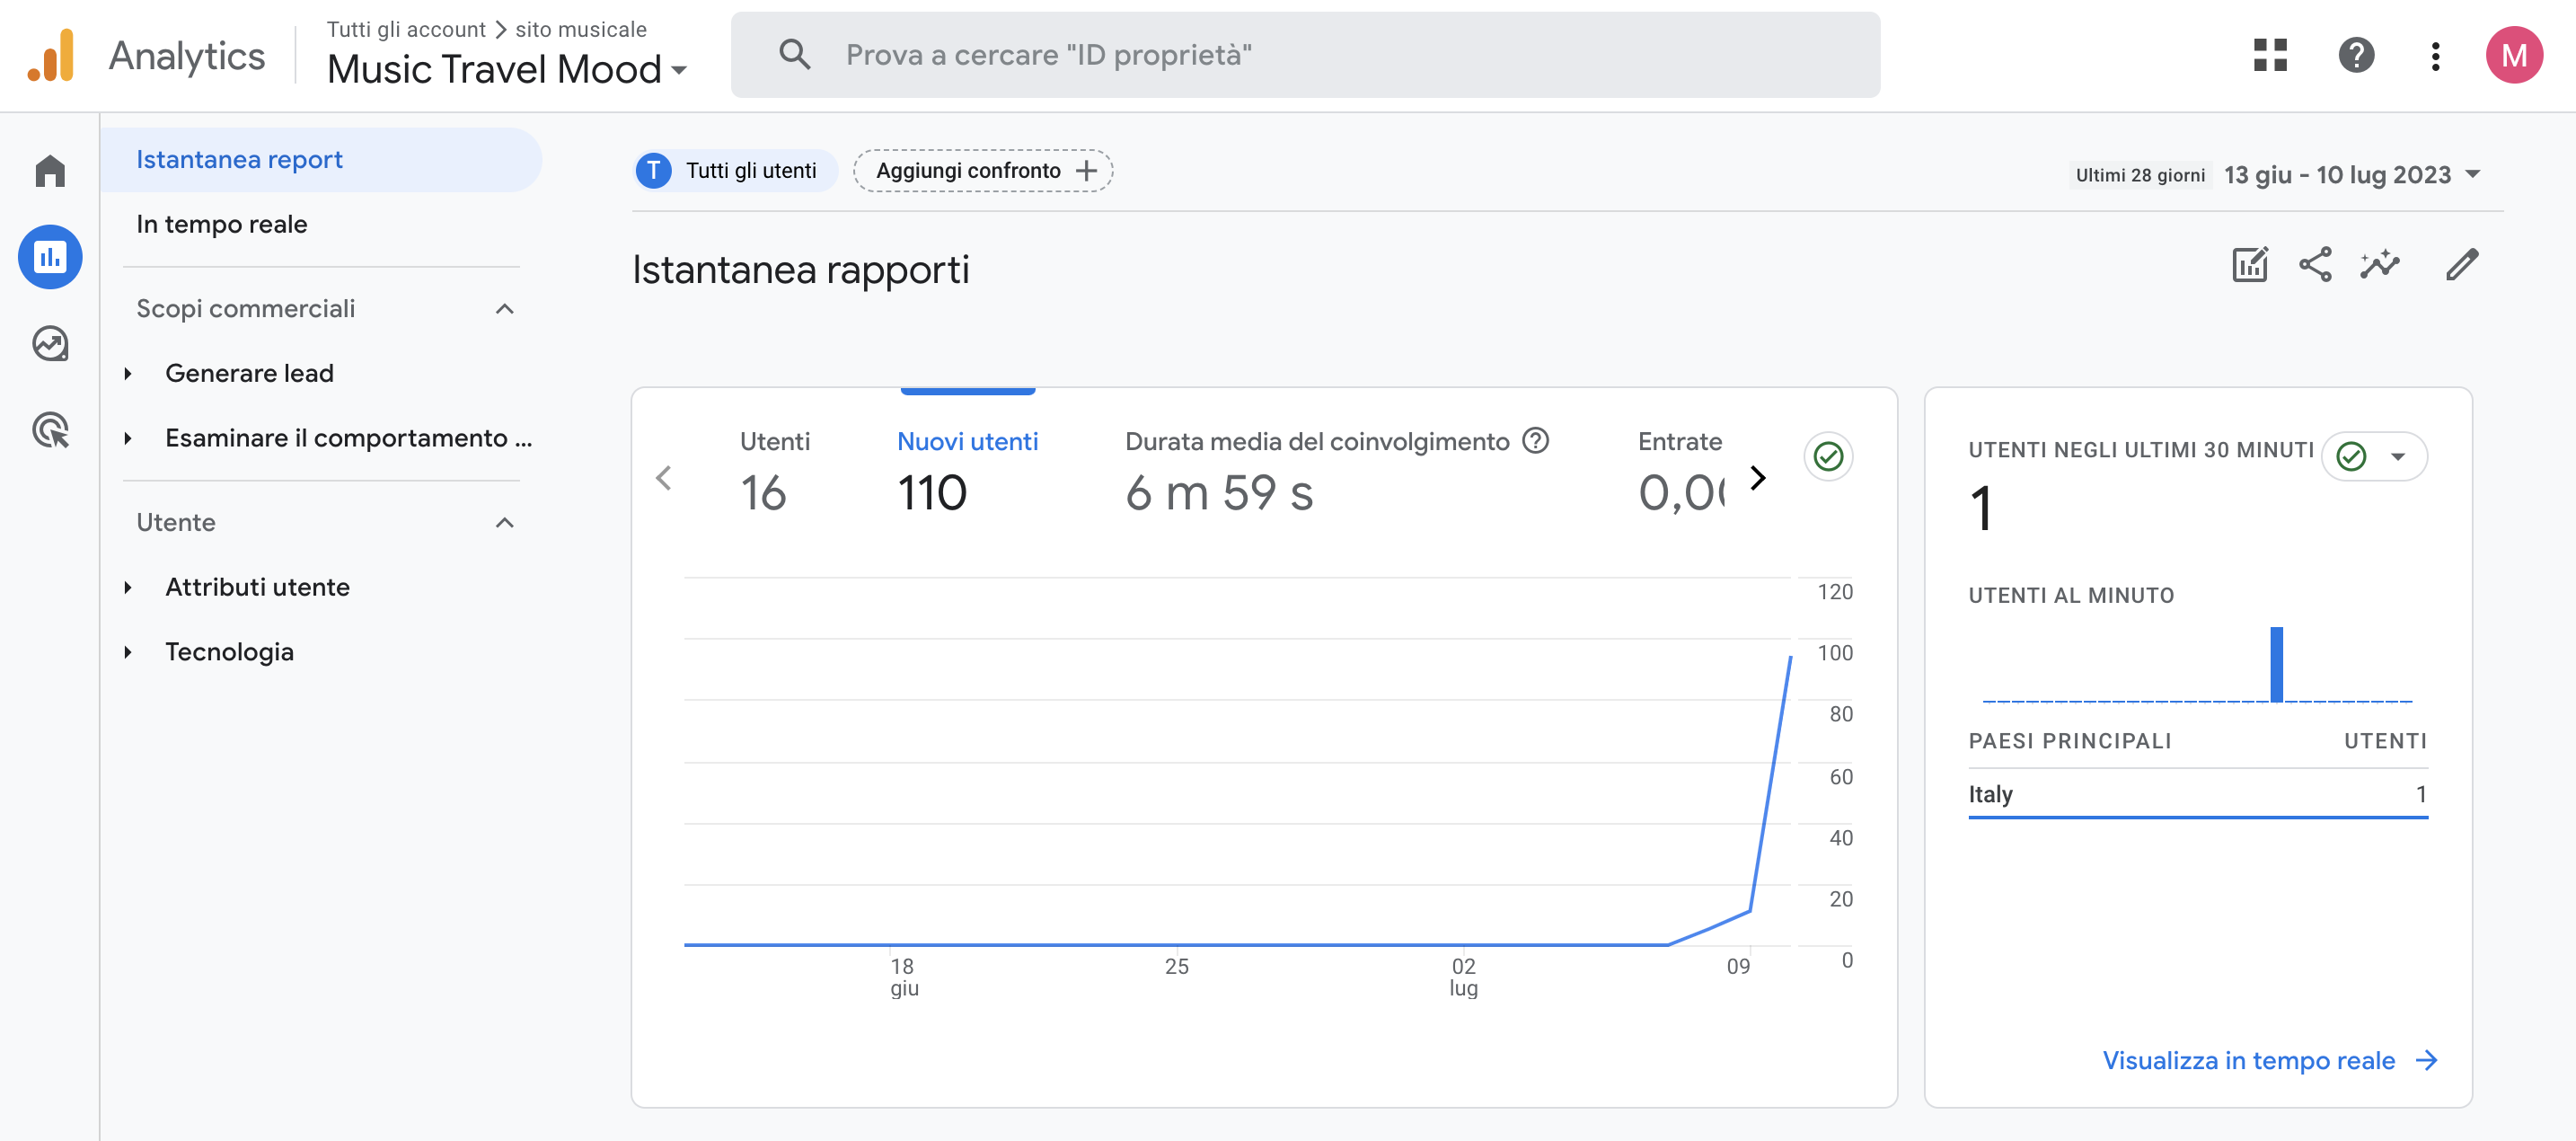 Analytics
Tutti gli account > sito musicale
Music Travel Mood
Prova a cercare "ID proprietà"
M
Istantanea report
In tempo reale
Scopi commerciali
Generare lead
Esaminare il comportamento ...
Utente
Attributi utente
Tecnologia
T Tutti gli utenti
Aggiungi confronto +
Ultimi 28 giorni 13 giu - 10 lug 2023
Istantanea rapporti
Utenti
16
Nuovi utenti
110
Durata media del coinvolgimento
6 m 59 s
Entrate
0,0
120
100
80
60
40
20
0
18
giu
25
02
lug
09
UTENTI NEGLI ULTIMI 30 MINUTI
1
UTENTI AL MINUTO
PAESI PRINCIPALI UTENTI
Italy 1
Visualizza in tempo reale